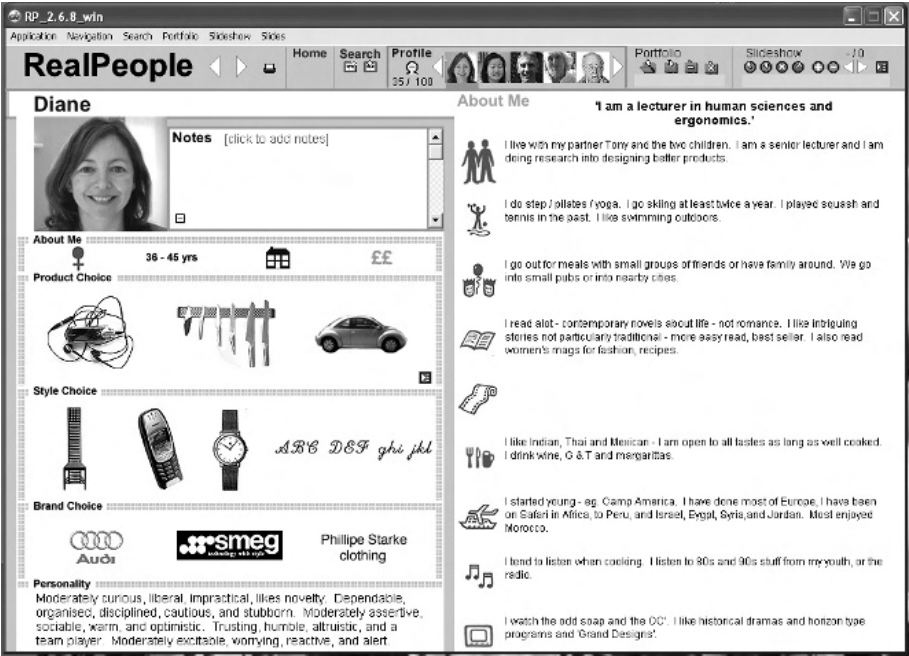 RP_2.6.8_win
Application Navigation Search Portfolio Slideshow Slides
RealPeople
Home
Search
Profile
35 / 100
Portfolio
Slideshow
- / 0
Diane
Notes [click to add notes]
About Me
36 - 45 yrs
££
Product Choice
Style Choice
ABC DEF ghi jkl
Brand Choice
Audi
smeg
technology with style
Phillipe Starke
clothing
Personality
Moderately curious, liberal, impractical, likes novelty. Dependable,
organised, disciplined, cautious, and stubborn. Moderately assertive,
sociable, warm, and optimistic. Trusting, humble, altruistic, and a
team player. Moderately excitable, worrying, reactive, and alert.
About Me
'I am a lecturer in human sciences and
ergonomics.'
I live with my partner Tony and the two children. I am a senior lecturer and I am
doing research into designing better products.
I do step / pilates / yoga. I go skiing at least twice a year. I played squash and
tennis in the past. I like swimming outdoors.
I go out for meals with small groups of friends or have family around. We go
into small pubs or into nearby cities.
I read alot - contemporary novels about life - not romance. I like intriguing
stories not particularly traditional - more easy read, best seller. I also read
women's mags for fashion, recipes.
I like Indian, Thai and Mexican - I am open to all tastes as long as well cooked.
I drink wine, G & T and margarittas.
I started young - eg. Camp America. I have done most of Europe, I have been
on Safari in Africa, to Peru, and Israel, Eygpt, Syria,and Jordan. Most enjoyed
Morocco.
I tend to listen when cooking. I listen to 80s and 90s stuff from my youth, or the
radio.
I watch the odd soap and the OC'. I like historical dramas and horizon type
programs and 'Grand Designs'.